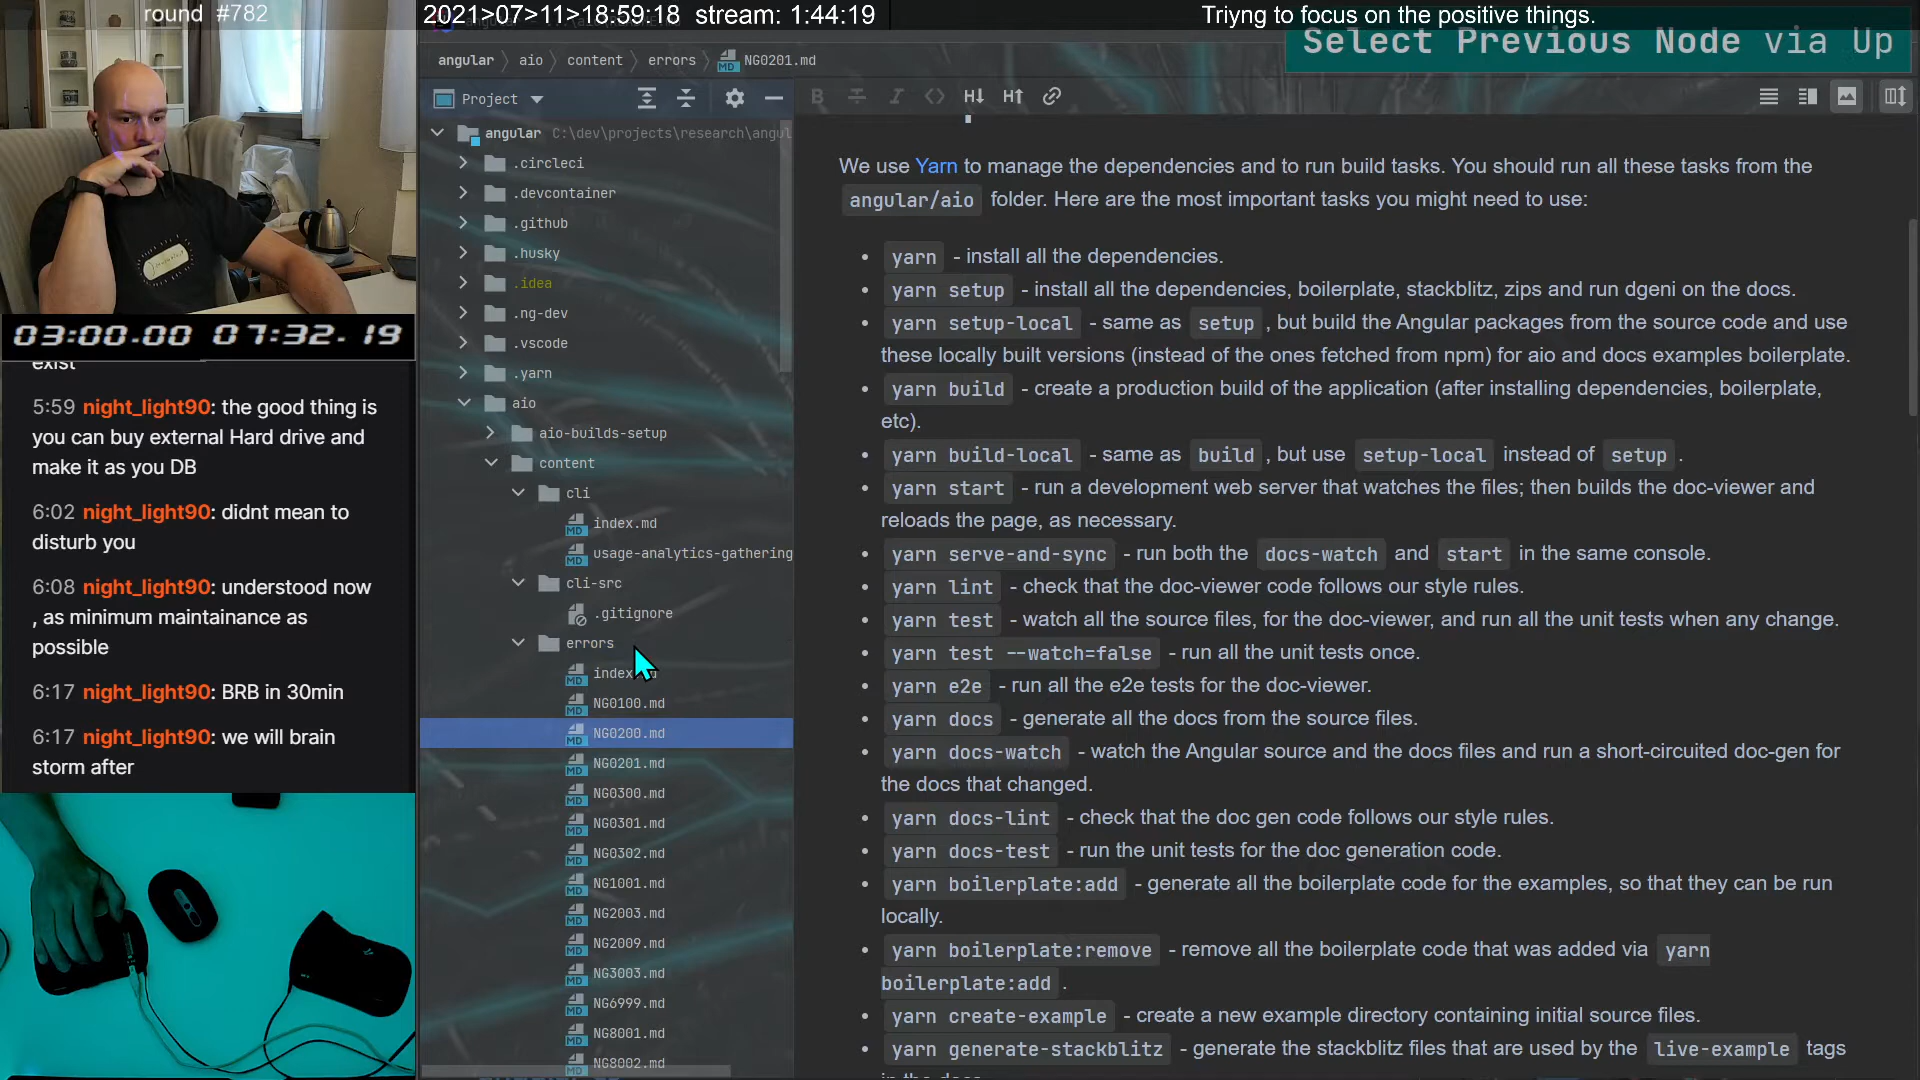 round #782
2021>07>11>18:59:18 stream: 1:44:19
Triyng to focus on the positive things.
Select Previous Node via Up
angular
aio
content
errors
NG0201.md
Project
03:00.00 07:32.19
exist
5:59 night_light90: the good thing is
you can buy external Hard drive and
make it as you DB
6:02 night_light90: didnt mean to
disturb you
6:08 night_light90: understood now
, as minimum maintainance as
possible
6:17 night_light90: BRB in 30min
6:17 night_light90: we will brain
storm after
angular C:\dev\projects\research\angul
.circleci
.devcontainer
.github
.husky
.idea
.ng-dev
.vscode
.yarn
aio
aio-builds-setup
content
cli
index.md
usage-analytics-gathering
cli-src
.gitignore
errors
NG0100.md
NG0200.md
NG0201.md
NG0300.md
NG0301.md
NG0302.md
NG1001.md
NG2003.md
NG2009.md
NG3003.md
NG6999.md
NG8001.md
NG8002.md
We use Yarn to manage the dependencies and to run build tasks. You should run all these tasks from the
angular/aio folder. Here are the most important tasks you might need to use:
• yarn - install all the dependencies.
• yarn setup - install all the dependencies, boilerplate, stackblitz, zips and run dgeni on the docs.
• yarn setup-local - same as setup , but build the Angular packages from the source code and use
these locally built versions (instead of the ones fetched from npm) for aio and docs examples boilerplate.
• yarn build - create a production build of the application (after installing dependencies, boilerplate,
etc).
• yarn build-local - same as build , but use setup-local instead of setup .
• yarn start - run a development web server that watches the files; then builds the doc-viewer and
reloads the page, as necessary.
• yarn serve-and-sync - run both the docs-watch and start in the same console.
• yarn lint - check that the doc-viewer code follows our style rules.
• yarn test - watch all the source files, for the doc-viewer, and run all the unit tests when any change.
• yarn test --watch=false - run all the unit tests once.
• yarn e2e - run all the e2e tests for the doc-viewer.
• yarn docs - generate all the docs from the source files.
• yarn docs-watch - watch the Angular source and the docs files and run a short-circuited doc-gen for
the docs that changed.
• yarn docs-lint - check that the doc gen code follows our style rules.
• yarn docs-test - run the unit tests for the doc generation code.
• yarn boilerplate:add - generate all the boilerplate code for the examples, so that they can be run
locally.
• yarn boilerplate:remove - remove all the boilerplate code that was added via yarn
boilerplate:add .
• yarn create-example - create a new example directory containing initial source files.
• yarn generate-stackblitz - generate the stackblitz files that are used by the live-example tags